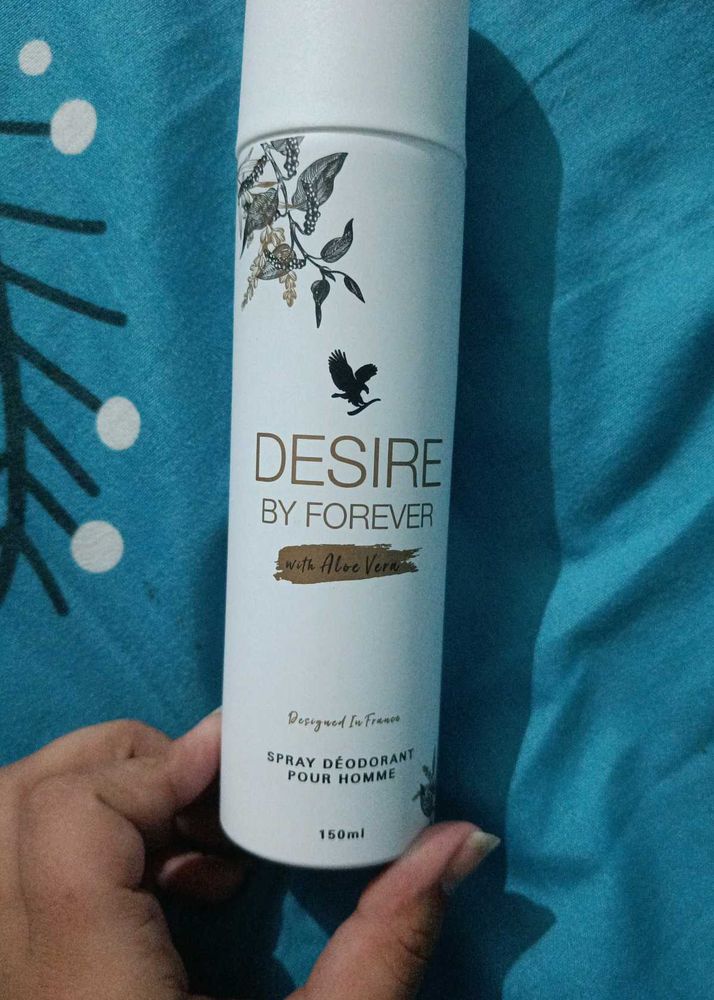 DESIRE
BY FOREVER
with Aloe Vera
Designed In France
SPRAY DÉODORANT
POUR HOMME
150ml